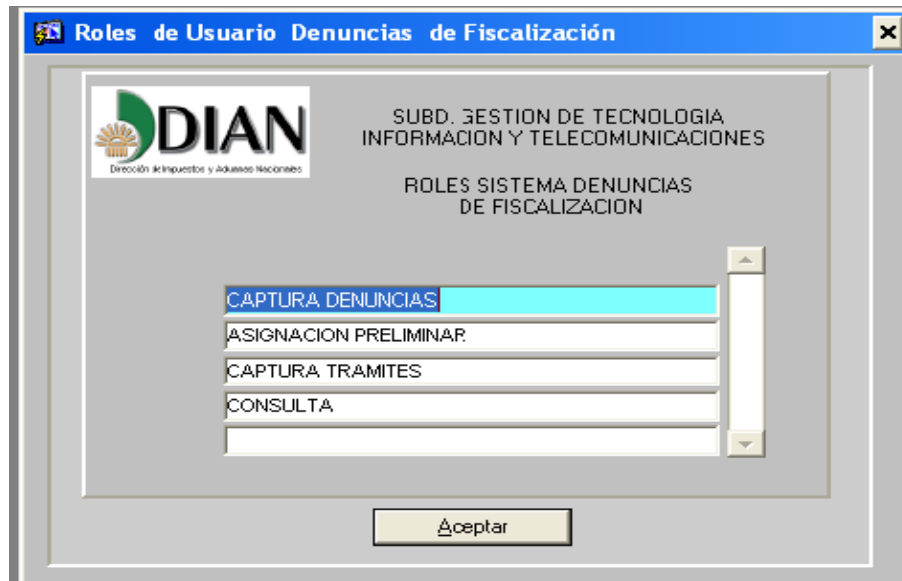 Roles de Usuario Denuncias de Fiscalización
DIAN
Dirección de Impuestos y Aduanas Nacionales
SUBD. GESTION DE TECNOLOGIA
INFORMACION Y TELECOMUNICACIONES
ROLES SISTEMA DENUNCIAS
DE FISCALIZACION
CAPTURA DENUNCIAS
ASIGNACION PRELIMINAR
CAPTURA TRAMITES
CONSULTA
Aceptar